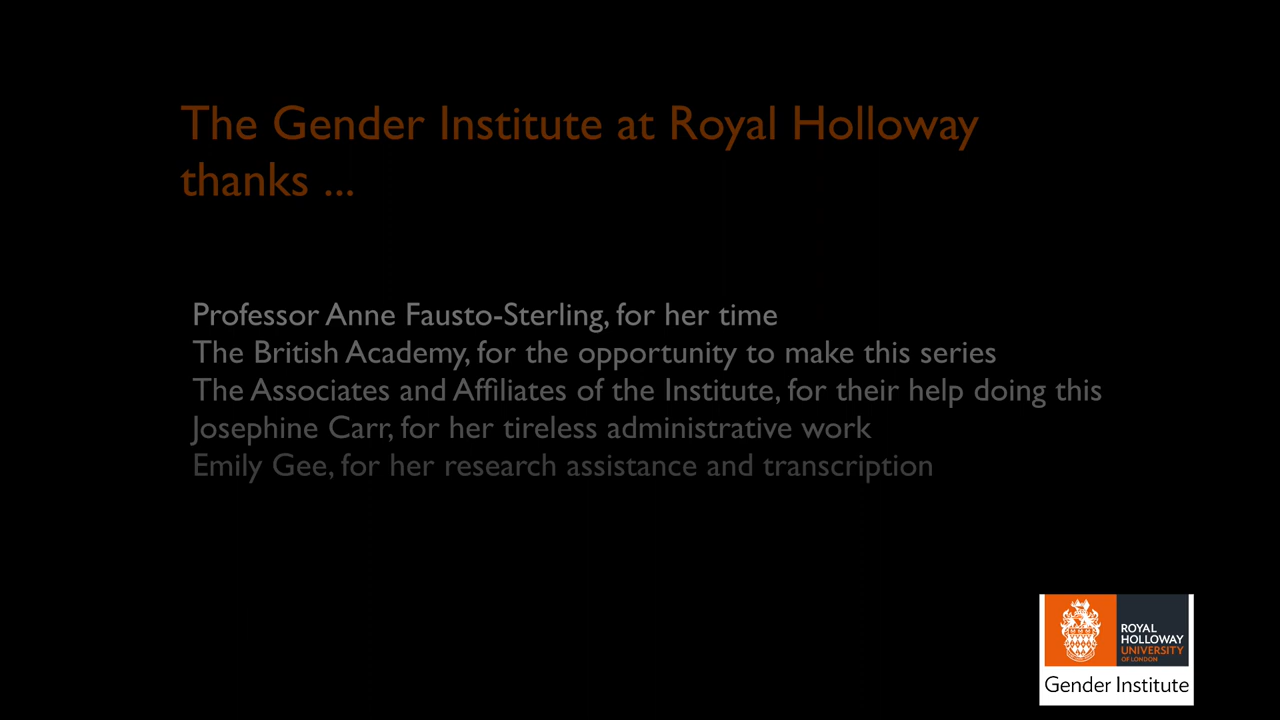 The Gender Institute at Royal Holloway
thanks ...
Professor Anne Fausto-Sterling, for her time
The British Academy, for the opportunity to make this series
The Associates and Affiliates of the Institute, for their help doing this
Josephine Carr, for her tireless administrative work
Emily Gee, for her research assistance and transcription
ROYAL
HOLLOWAY
UNIVERSITY
OF LONDON
Gender Institute